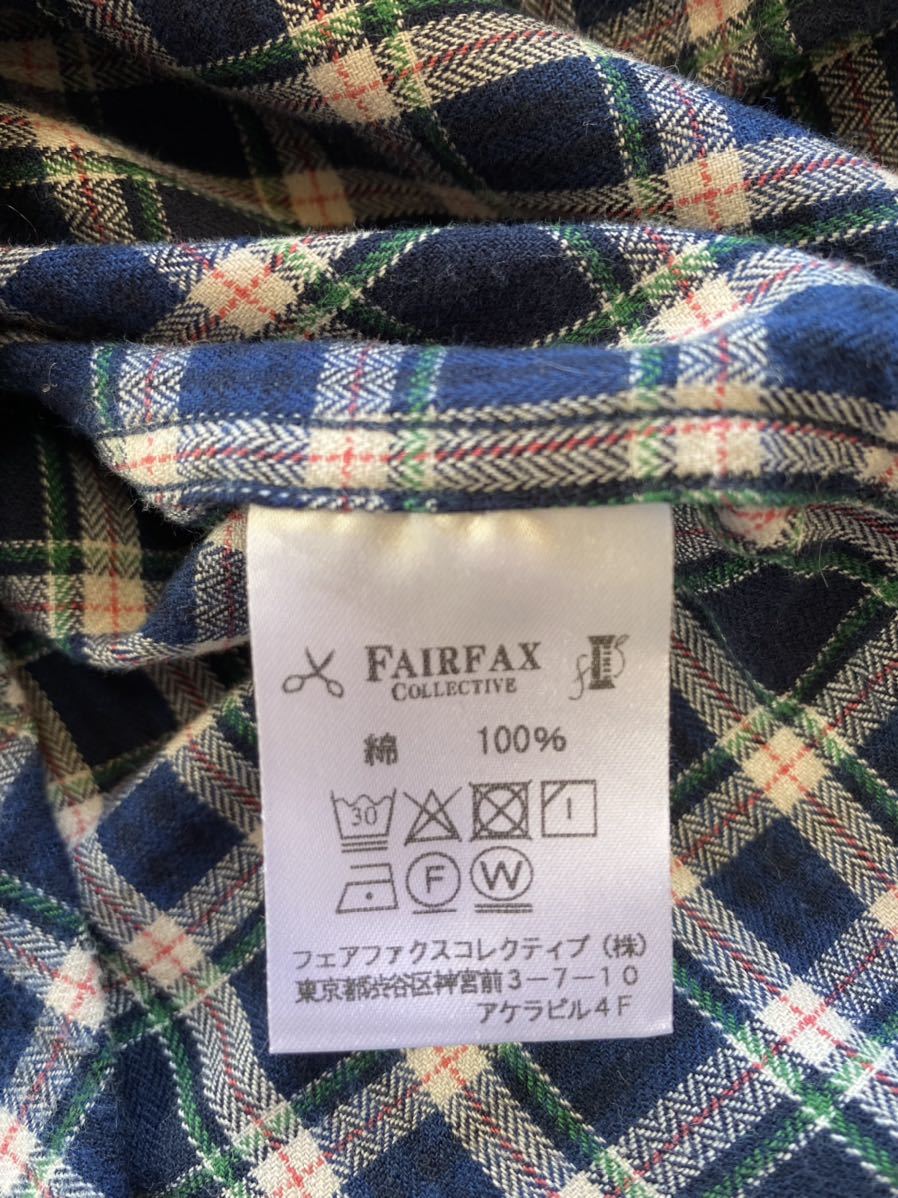 FAIRFAX
COLLECTIVE
綿 100%
30
F W
フェアファクスコレクティブ(株)
東京都渋谷区神宮前3-7-10
アケラビル4F